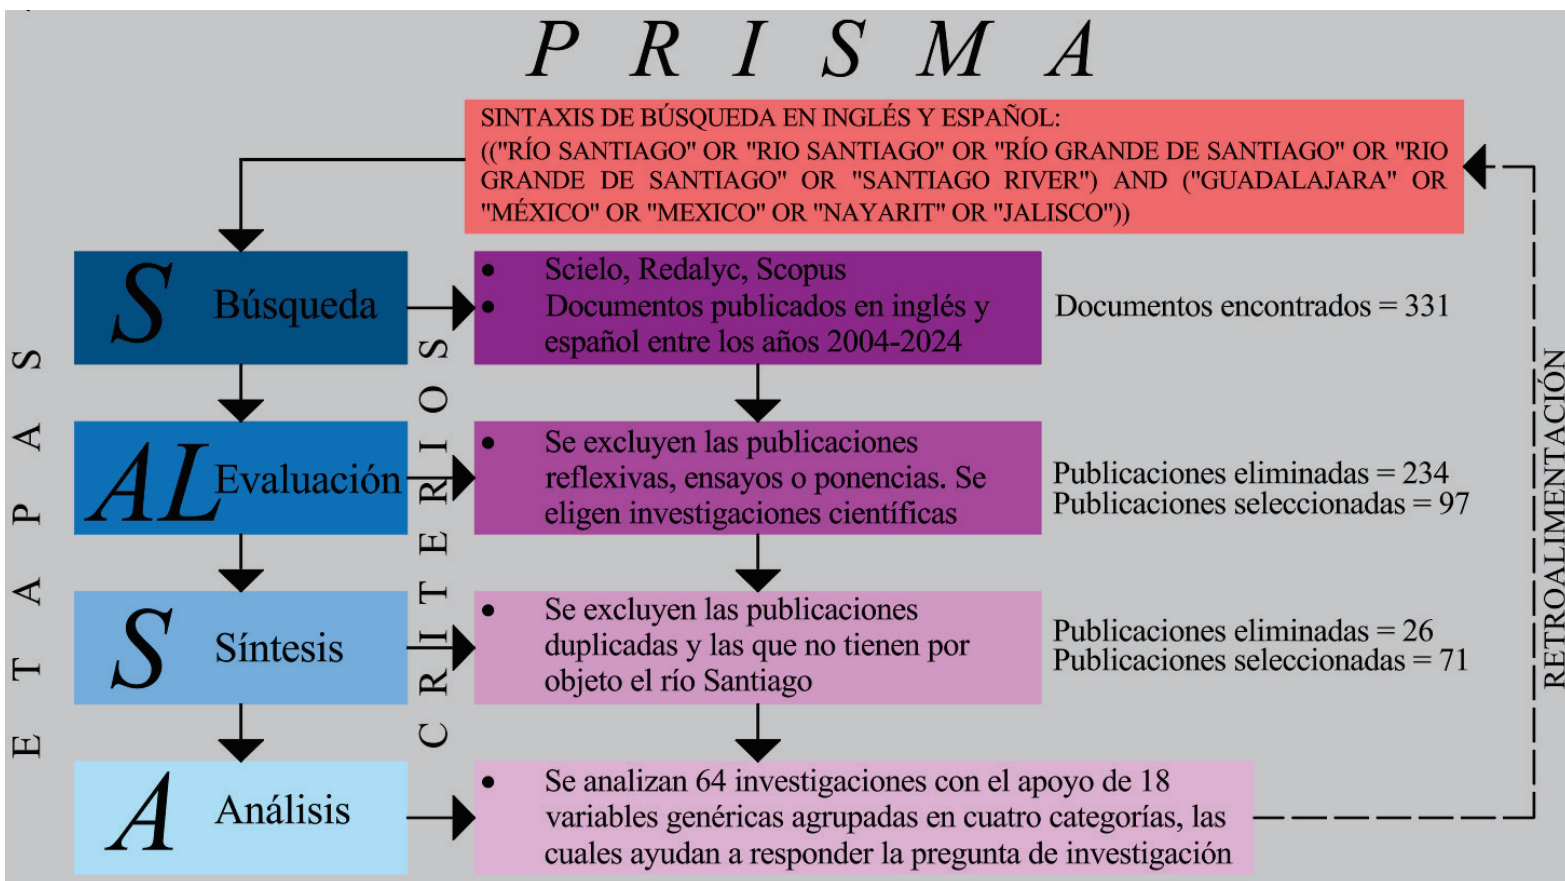 P R I S M A
SINTAXIS DE BÚSQUEDA EN INGLÉS Y ESPAÑOL:
(("RÍO SANTIAGO" OR "RIO SANTIAGO" OR "RÍO GRANDE DE SANTIAGO" OR "RIO
GRANDE DE SANTIAGO" OR "SANTIAGO RIVER") AND ("GUADALAJARA" OR
"MÉXICO" OR "MEXICO" OR "NAYARIT" OR "JALISCO"))
ETAPAS
S Búsqueda
CRITERIOS
• Scielo, Redalyc, Scopus
• Documentos publicados en inglés y
español entre los años 2004-2024
Documentos encontrados = 331
AL Evaluación
• Se excluyen las publicaciones
reflexivas, ensayos o ponencias. Se
eligen investigaciones científicas
Publicaciones eliminadas = 234
Publicaciones seleccionadas = 97
S Síntesis
• Se excluyen las publicaciones
duplicadas y las que no tienen por
objeto el río Santiago
Publicaciones eliminadas = 26
Publicaciones seleccionadas = 71
A Análisis
• Se analizan 64 investigaciones con el apoyo de 18
variables genéricas agrupadas en cuatro categorías, las
cuales ayudan a responder la pregunta de investigación
RETROALIMENTACIÓN